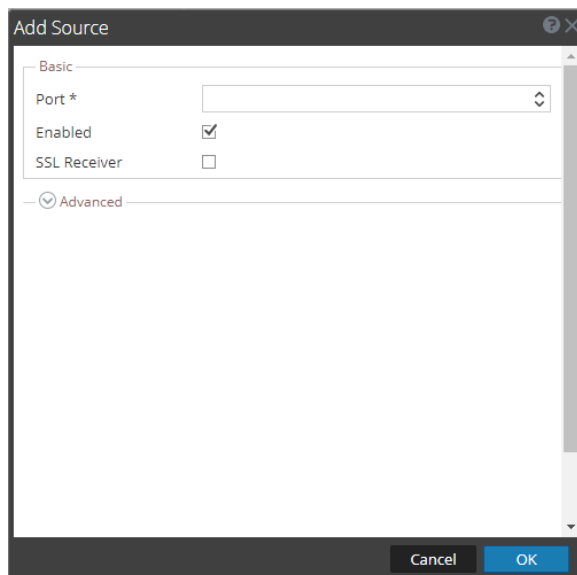 Add Source
Basic
Port *
Enabled
SSL Receiver
Advanced
Cancel OK